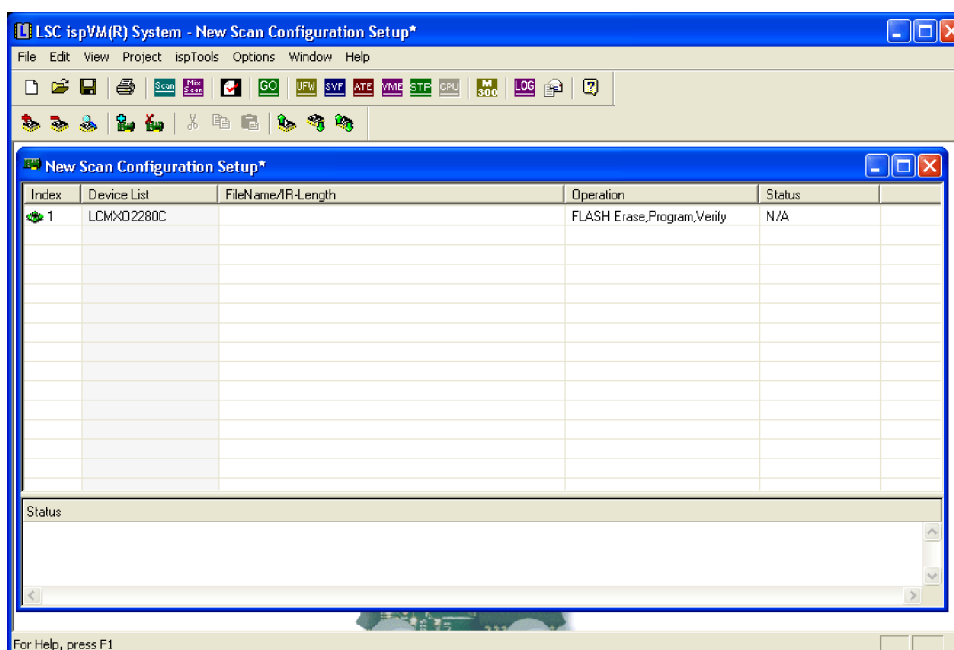 LSC ispVM(R) System - New Scan Configuration Setup*
File Edit View Project ispTools Options Window Help
Scan Mix Scan GO UFW SVF ATE VME STP CPU M 300 LOG
New Scan Configuration Setup*
Index Device List FileName/IR-Length Operation Status
1 LCMXO2280C FLASH Erase,Program,Verify N/A
Status
For Help, press F1